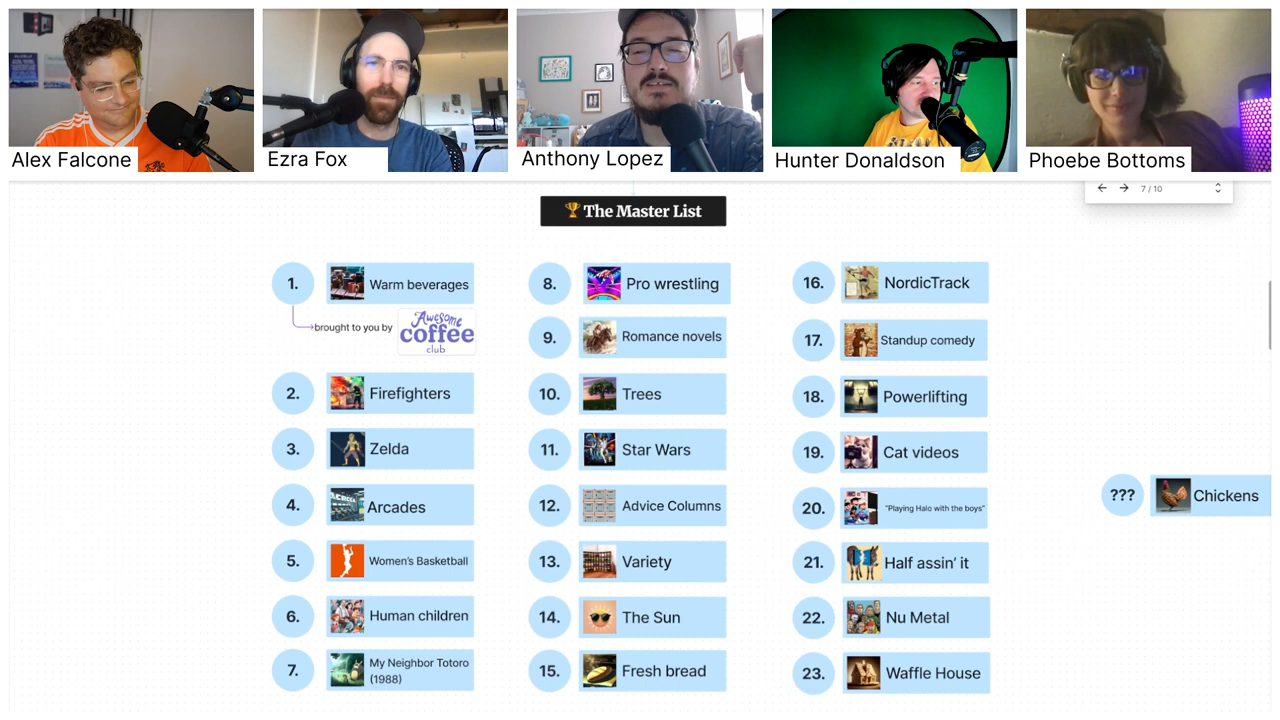 Alex Falcone
Ezra Fox
Anthony Lopez
Hunter Donaldson
Phoebe Bottoms
7 / 10
🏆 The Master List
1. Warm beverages
brought to you by
Awesome
coffee
club
2. Firefighters
3. Zelda
4. Arcades
5. Women's Basketball
6. Human children
7. My Neighbor Totoro
(1988)
8. Pro wrestling
9. Romance novels
10. Trees
11. Star Wars
12. Advice Columns
13. Variety
14. The Sun
15. Fresh bread
16. NordicTrack
17. Standup comedy
18. Powerlifting
19. Cat videos
20. "Playing Halo with the boys"
21. Half assin' it
22. Nu Metal
23. Waffle House
??? Chickens